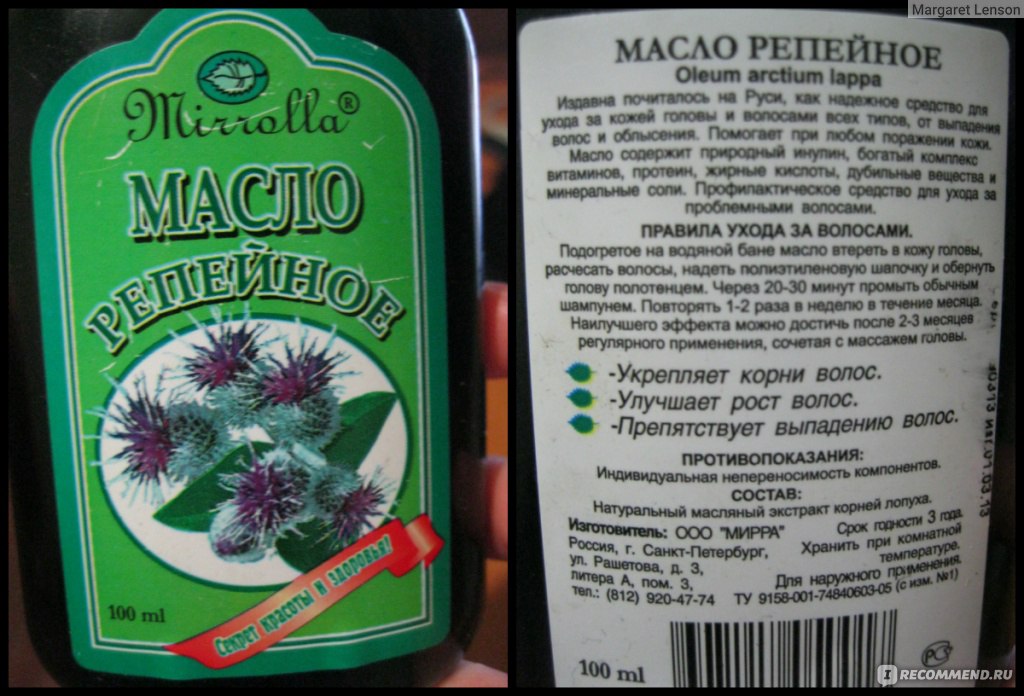 Mirrolla®
МАСЛО
РЕПЕЙНОЕ
Секрет красоты и здоровья!
100 ml
Margaret Lenson
МАСЛО РЕПЕЙНОЕ
Oleum arctium lappa
Издавна почиталось на Руси, как надежное средство для
ухода за кожей головы и волосами всех типов, от выпадения
волос и облысения. Помогает при любом поражении кожи.
Масло содержит природный инулин, богатый комплекс
витаминов, протеин, жирные кислоты, дубильные вещества и
минеральные соли. Профилактическое средство для ухода за
проблемными волосами.
ПРАВИЛА УХОДА ЗА ВОЛОСАМИ.
Подогретое на водяной бане масло втереть в кожу головы,
расчесать волосы, надеть полиэтиленовую шапочку и обернуть
голову полотенцем. Через 20-30 минут промыть обычным
шампунем. Повторять 1-2 раза в неделю в течение месяца.
Наилучшего эффекта можно достичь после 2-3 месяцев
регулярного применения, сочетая с массажем головы.
-Укрепляет корни волос.
-Улучшает рост волос.
-Препятствует выпадению волос.
ПРОТИВОПОКАЗАНИЯ:
Индивидуальная непереносимость компонентов.
СОСТАВ:
Натуральный масляный экстракт корней лопуха.
Изготовитель: ООО "МИРРА"
Россия, г. Санкт-Петербург,
ул. Рашетова, д. 3,
литера А, пом. 3,
тел.: (812) 920-47-74
Срок годности 3 года.
Хранить при комнатной
температуре.
Для наружного применения.
ТУ 9158-001-74840603-05 (с изм. №1)
100 ml
РСТ
I RECOMMEND.RU